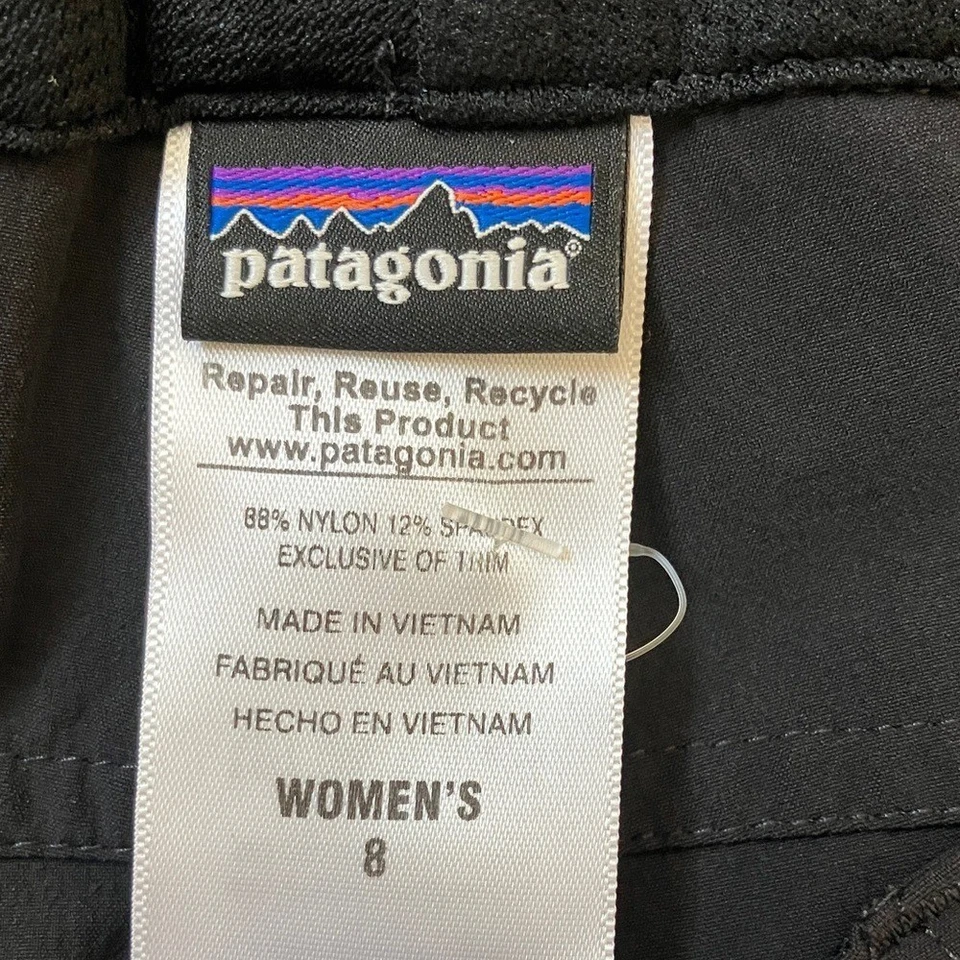 patagonia®
Repair, Reuse, Recycle
This Product
www.patagonia.com
88% NYLON 12% SPANDEX
EXCLUSIVE OF TRIM
MADE IN VIETNAM
FABRIQUÉ AU VIETNAM
HECHO EN VIETNAM
WOMEN'S
8